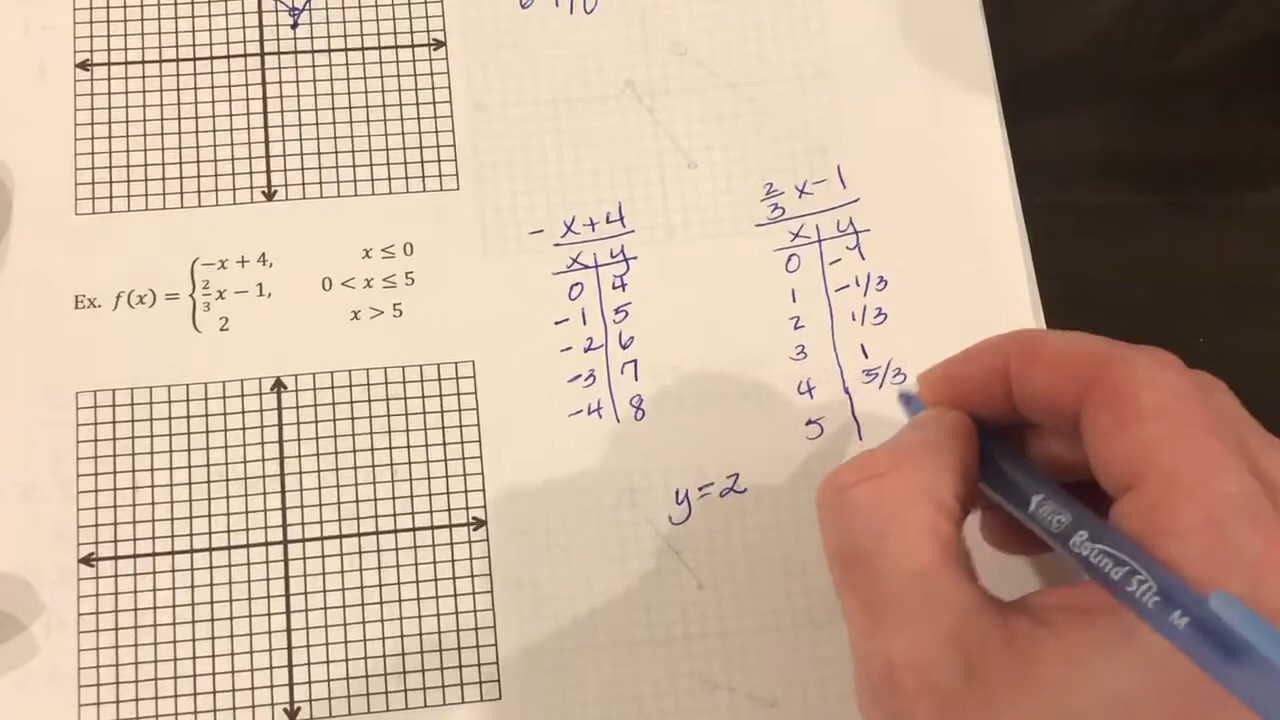 Ex. f(x) = { −x + 4, x ≤ 0
2/3 x − 1, 0 < x ≤ 5
2 x > 5
- x+4
x | y
0 | 4
-1 | 5
-2 | 6
-3 | 7
-4 | 8
2/3 x-1
x | y
0 | -1
1 | -1/3
2 | 1/3
3 | 1
4 | 5/3
5 |
y=2
BIC Round Stic M